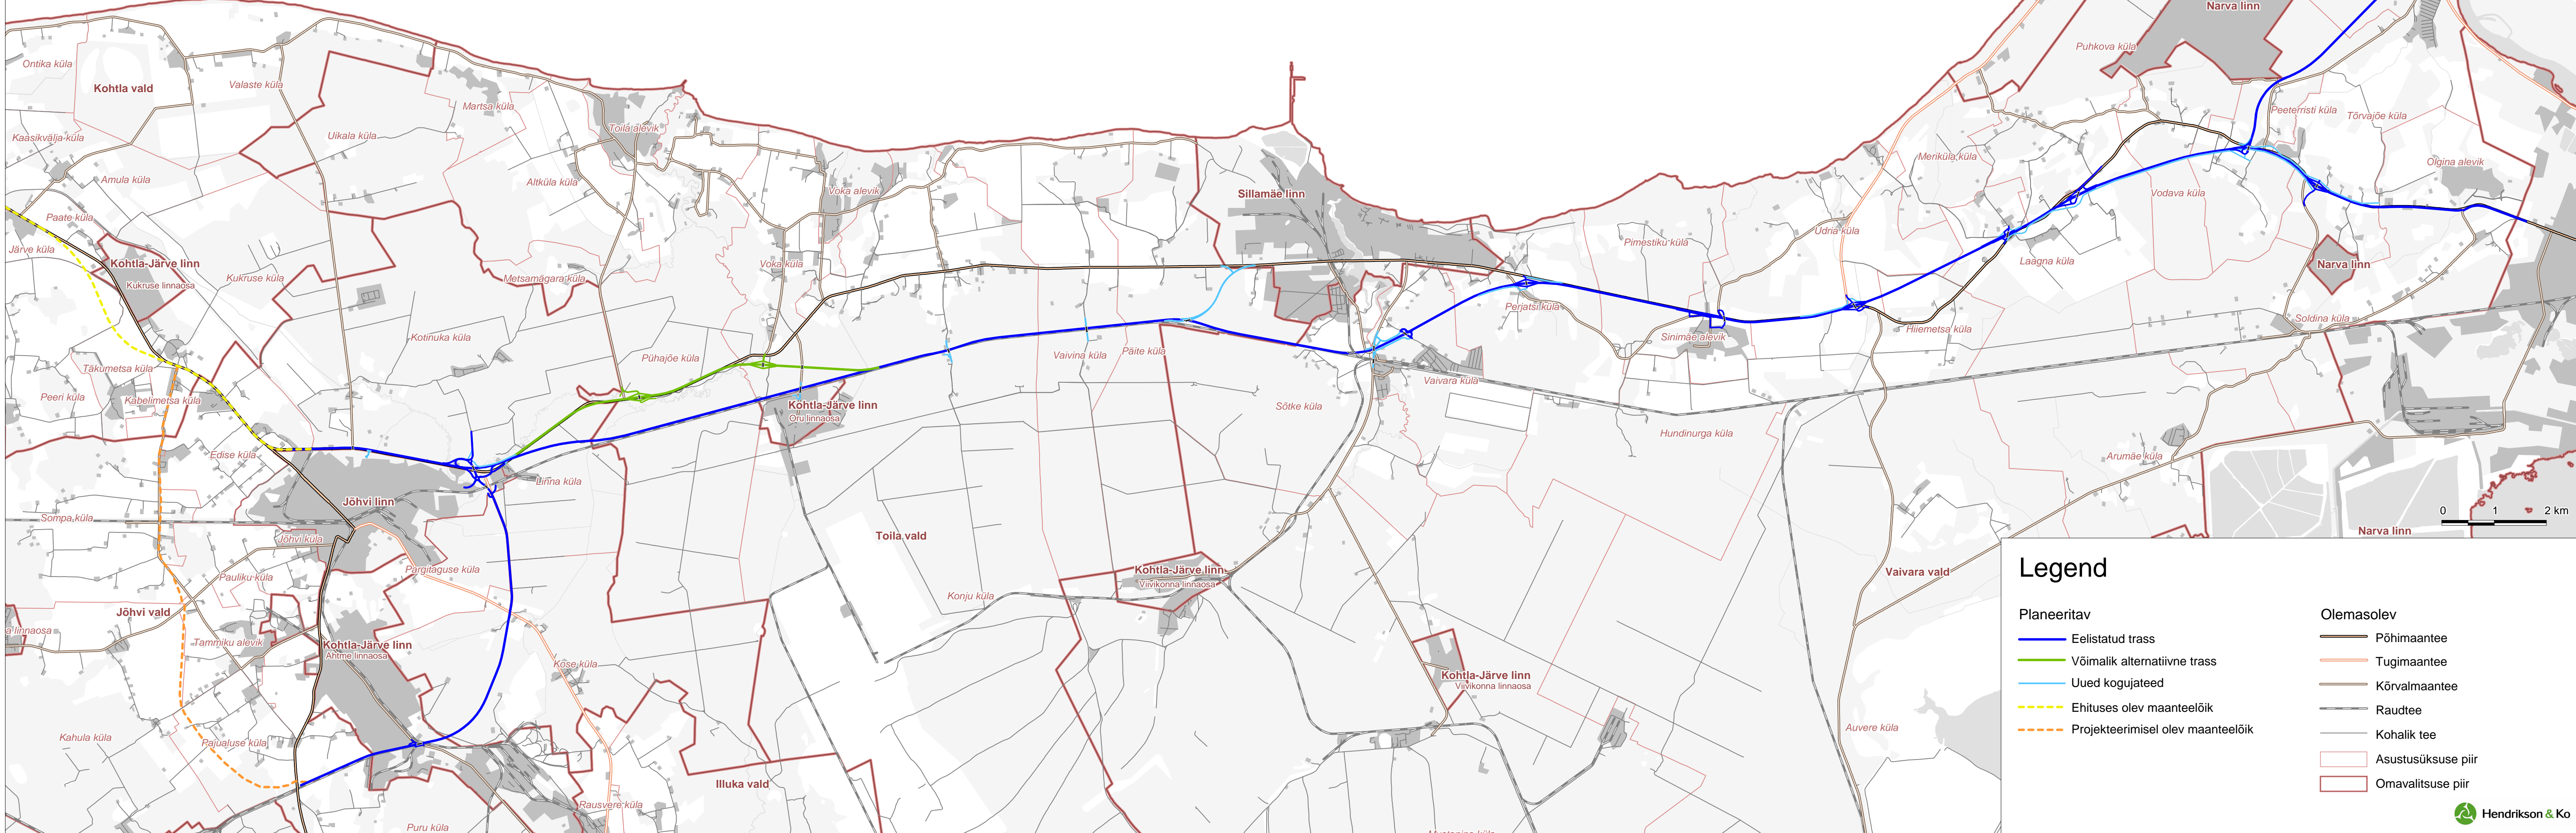 Narva linn
Puhkova küla
Ontika küla
Kohtla vald
Valaste küla
Martsa küla
Toila alevik
Uikala küla
Kaasikvälja küla
Amula küla
Altküla küla
Voka alevik
Sillamäe linn
Meriküla küla
Peeterristi küla
Tõrvajõe küla
Olgina alevik
Vodava küla
Paate küla
Järve küla
Kohtla-Järve linn
Kukruse linnaosa
Kukruse küla
Metsamägara küla
Voka küla
Pimestiku küla
Udria küla
Laagna küla
Narva linn
Perjatsi küla
Sinimäe alevik
Hiiemetsa küla
Soldina küla
Kotinuka küla
Pühajõe küla
Vaivina küla
Päite küla
Vaivara küla
Täkumetsa küla
Peeri küla
Kabelimetsa küla
Kohtla-Järve linn
Oru linnaosa
Sõtke küla
Hundinurga küla
Arumäe küla
Edise küla
Linna küla
Jõhvi linn
Sompa küla
Jõhvi küla
Toila vald
Narva linn
0 1 2 km
Pargitaguse küla
Pauliku küla
Kohtla-Järve linn
Viivikonna linnaosa
Konju küla
Vaivara vald
Jõhvi vald
a linnaosa
Tammiku alevik
Kohtla-Järve linn
Ahtme linnaosa
Kose küla
Kohtla-Järve linn
Viivikonna linnaosa
Kahula küla
Pajualuse küla
Auvere küla
Illuka vald
Rausvere küla
Puru küla
Legend
Planeeritav
Eelistatud trass
Võimalik alternatiivne trass
Uued kogujateed
Ehituses olev maanteelõik
Projekteerimisel olev maanteelõik
Olemasolev
Põhimaantee
Tugimaantee
Kõrvalmaantee
Raudtee
Kohalik tee
Asustusüksuse piir
Omavalitsuse piir
Hendrikson & Ko